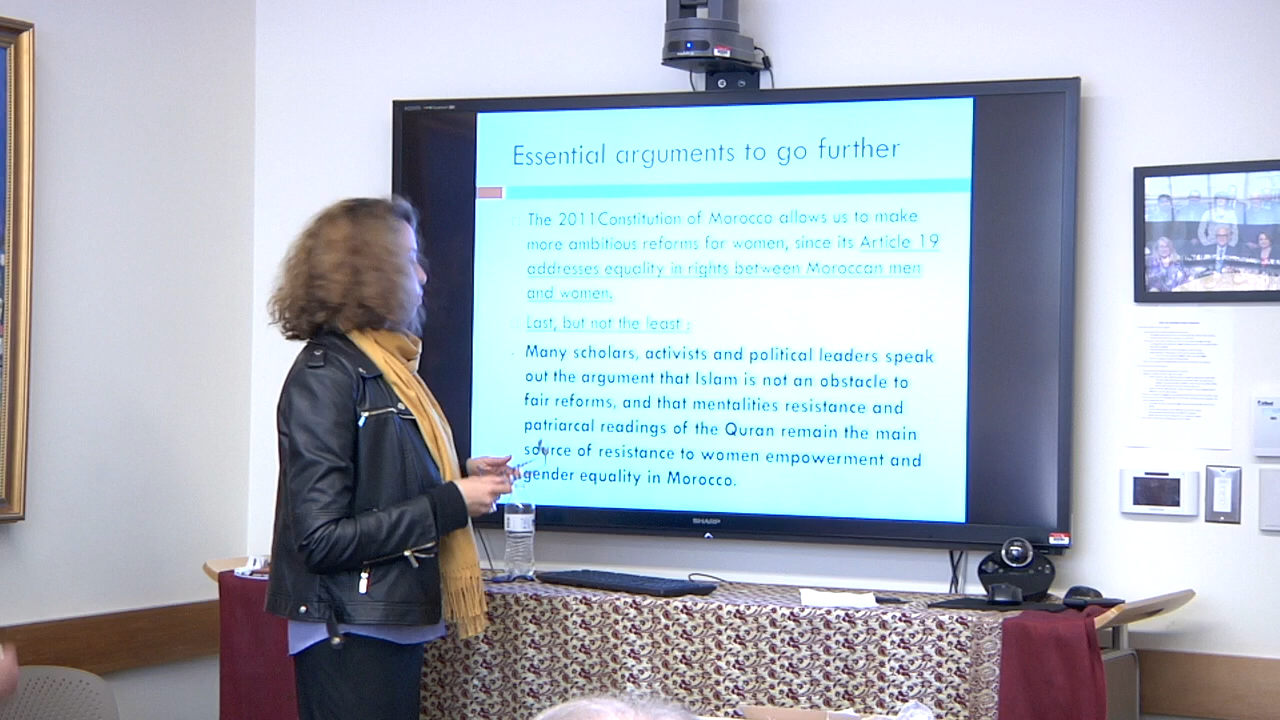 Essential arguments to go further
The 2011Constitution of Morocco allows us to make
more ambitious reforms for women, since its Article 19
addresses equality in rights between Moroccan men
and women.
Last, but not the least :
Many scholars, activists and political leaders speak
out the argument that Islam is not an obstacle to
fair reforms, and that mentalities resistance and
patriarcal readings of the Quran remain the main
source of resistance to women empowerment and
gender equality in Morocco.
SHARP